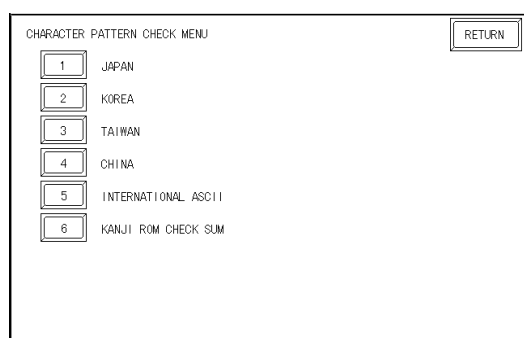 CHARACTER PATTERN CHECK MENU
RETURN
1 JAPAN
2 KOREA
3 TAIWAN
4 CHINA
5 INTERNATIONAL ASCII
6 KANJI ROM CHECK SUM